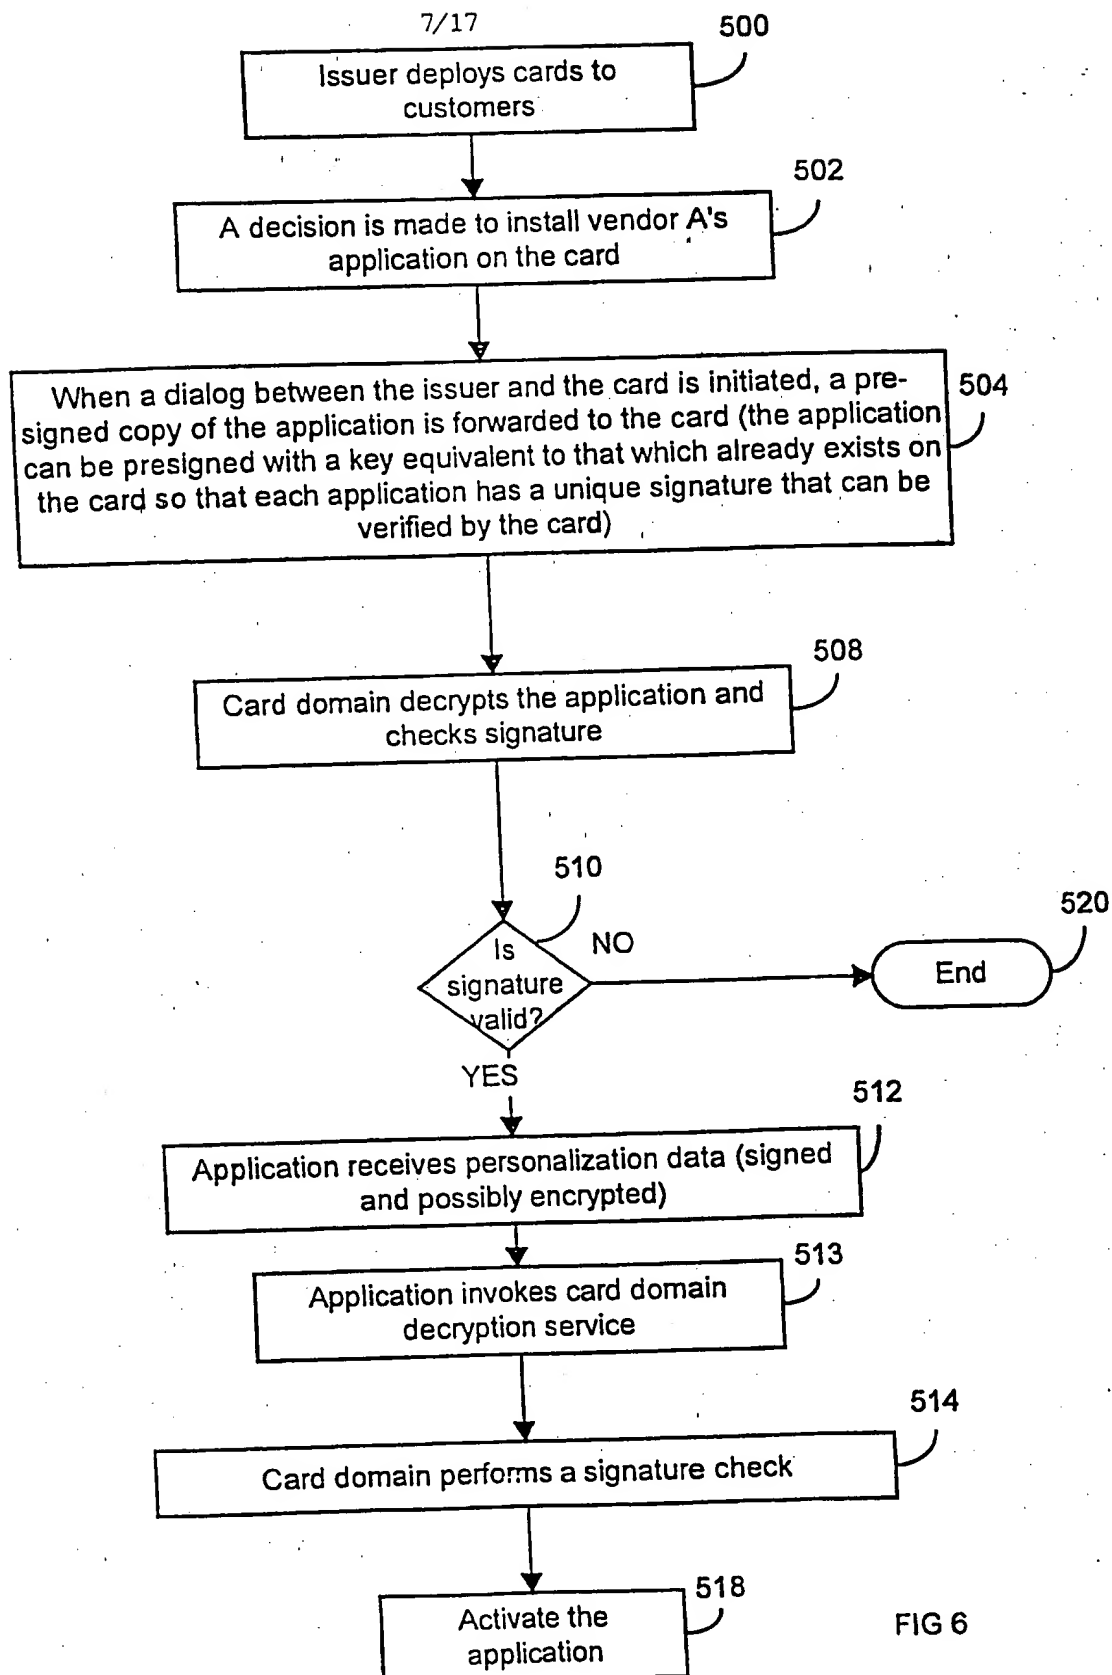 7/17
500
Issuer deploys cards to
customers
502
A decision is made to install vendor A's
application on the card
504
When a dialog between the issuer and the card is initiated, a pre-
signed copy of the application is forwarded to the card (the application
can be presigned with a key equivalent to that which already exists on
the card so that each application has a unique signature that can be
verified by the card)
508
Card domain decrypts the application and
checks signature
510
Is
signature
valid?
NO
520
End
YES
512
Application receives personalization data (signed
and possibly encrypted)
513
Application invokes card domain
decryption service
514
Card domain performs a signature check
518
Activate the
application
FIG 6